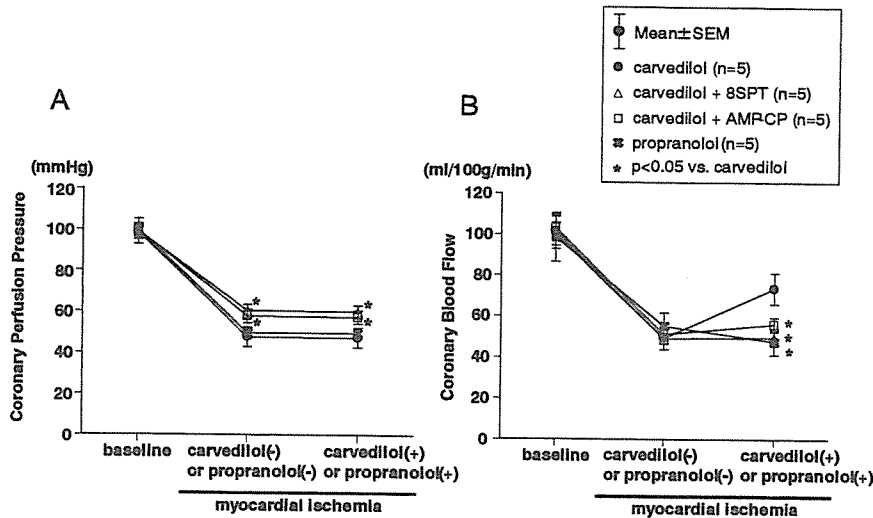 Mean±SEM
carvedilol (n=5)
carvedilol + 8SPT (n=5)
carvedilol + AMP-CP (n=5)
propranolol (n=5)
* p<0.05 vs. carvedilol
A
(mmHg)
120
100
80
60
40
20
0
Coronary Perfusion Pressure
*
*
*
*
baseline
carvedilol(-)
or propranolol(-)
carvedilol(+)
or propranolol(+)
myocardial ischemia
B
(ml/100g/min)
120
100
80
60
40
20
0
Coronary Blood Flow
*
*
*
baseline
carvedilol(-)
or propranolol(-)
carvedilol(+)
or propranolol(+)
myocardial ischemia